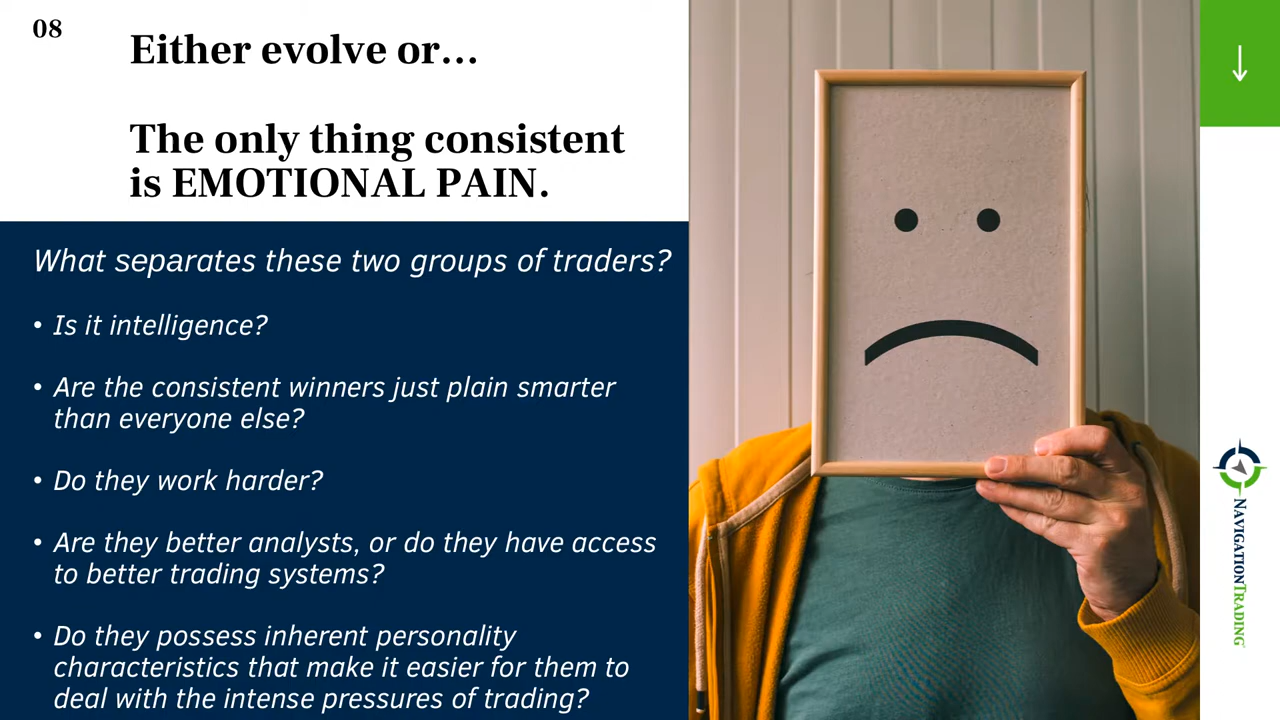 08
Either evolve or...
The only thing consistent
is EMOTIONAL PAIN.
What separates these two groups of traders?
• Is it intelligence?
• Are the consistent winners just plain smarter
than everyone else?
• Do they work harder?
• Are they better analysts, or do they have access
to better trading systems?
• Do they possess inherent personality
characteristics that make it easier for them to
deal with the intense pressures of trading?
NAVIGATIONTRADING